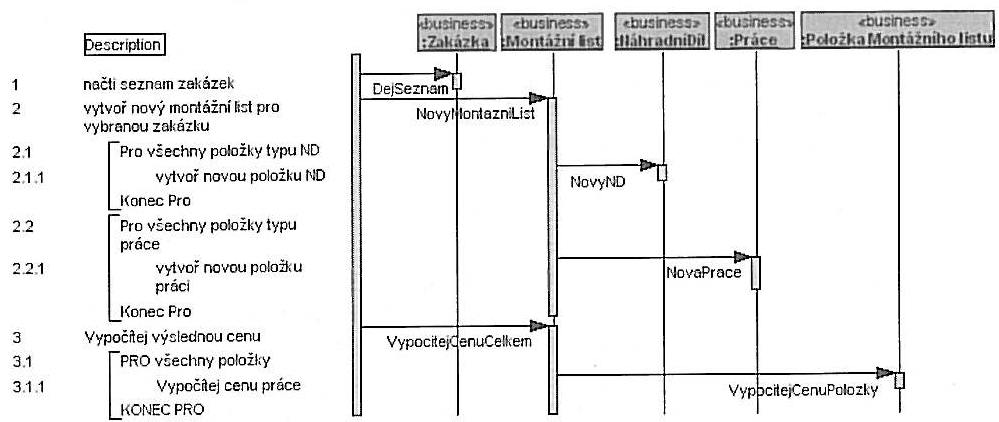 «business» «business» «business» «business» «business»
:Zakázka :Montážní list :NáhradníDíl :Práce :Položka Montážního listu
Description
1 načti seznam zakázek
DejSeznam
2 vytvoř nový montážní list pro
vybranou zakázku
NovyMontazniList
2.1 Pro všechny položky typu ND
2.1.1 vytvoř novou položku ND
NovyND
Konec Pro
2.2 Pro všechny položky typu
práce
2.2.1 vytvoř novou položku
práci
NovaPrace
Konec Pro
3 Vypočítej výslednou cenu
VypocitejCenuCelkem
3.1 PRO všechny položky
3.1.1 Vypočítej cenu práce
VypocitejCenuPolozky
KONEC PRO